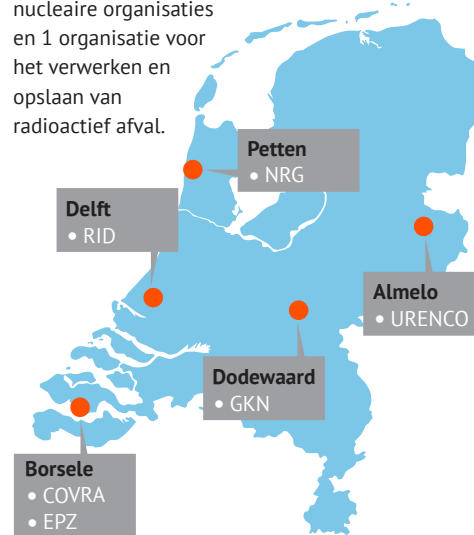 nucleaire organisaties
en 1 organisatie voor
het verwerken en
opslaan van
radioactief afval.
Petten
• NRG
Delft
• RID
Almelo
• URENCO
Dodewaard
• GKN
Borsele
• COVRA
• EPZ